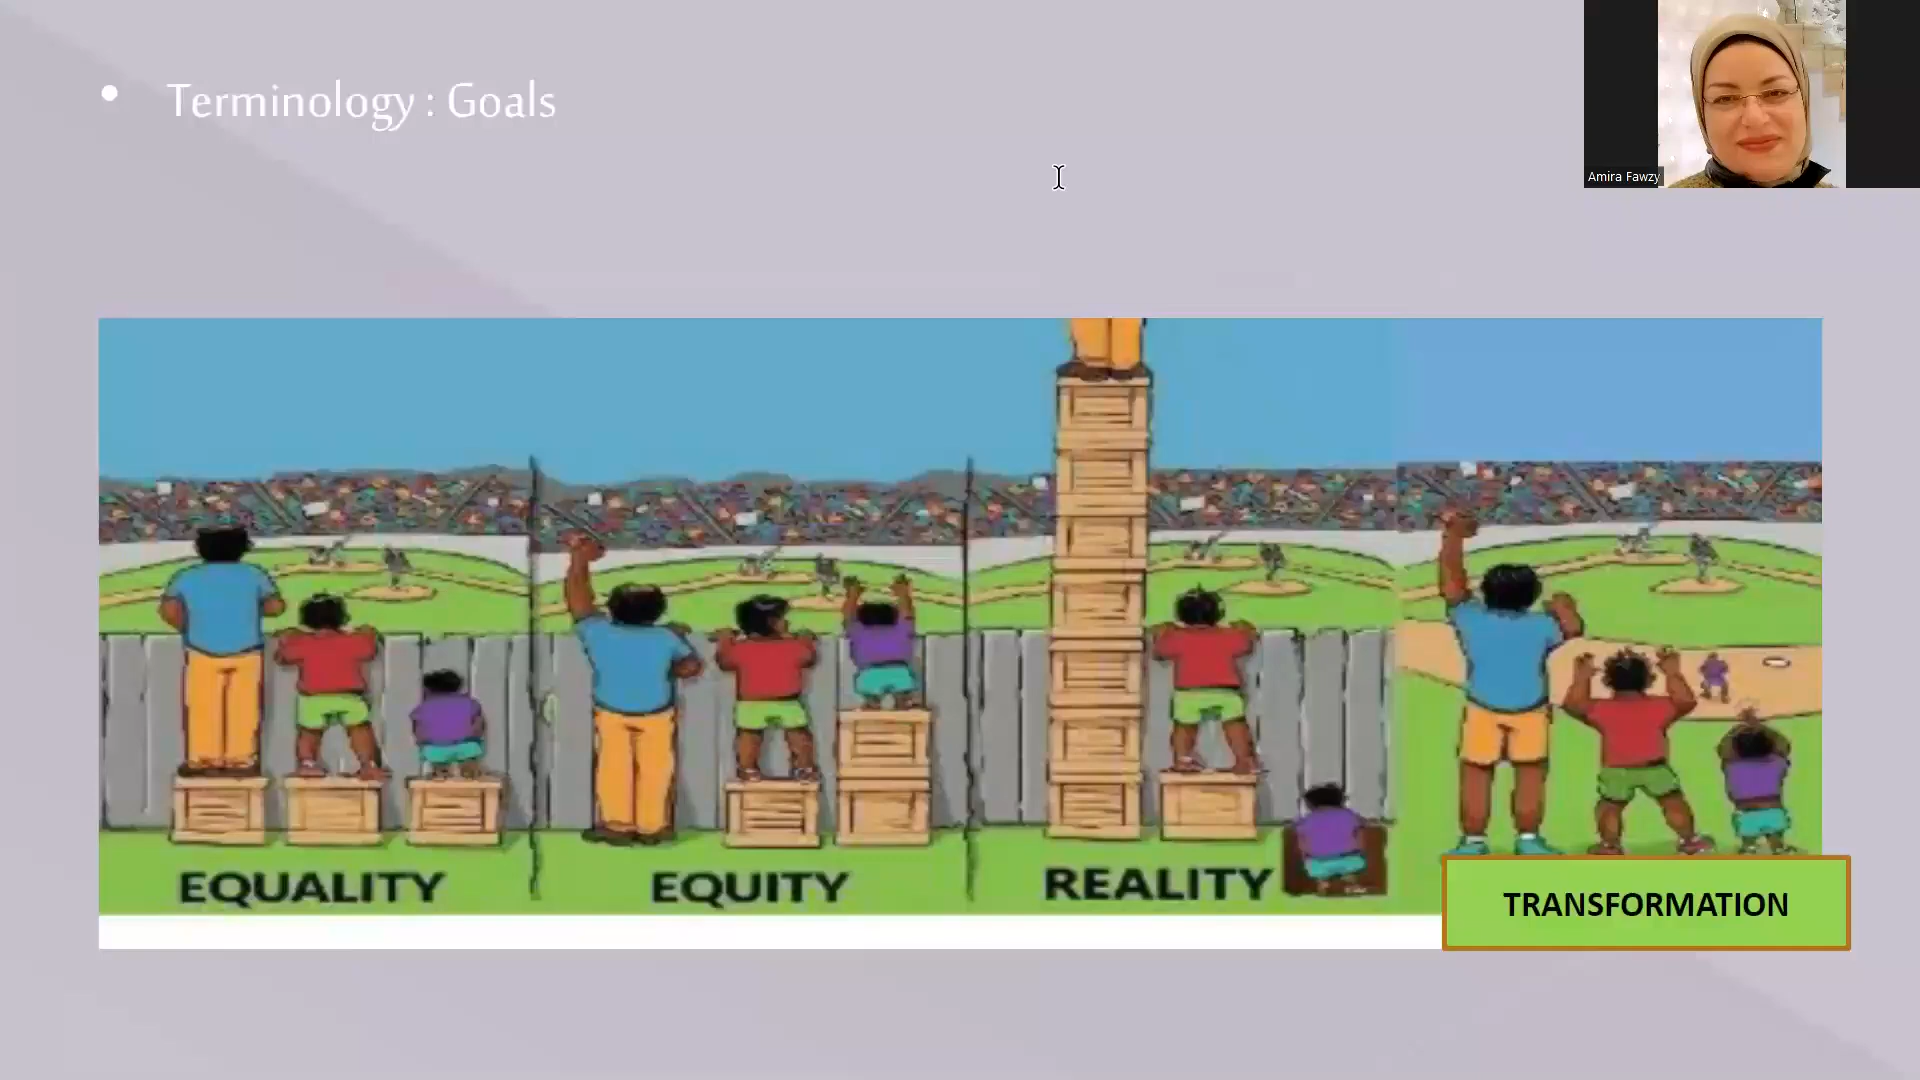 • Terminology : Goals
Amira Fawzy
EQUALITY
EQUITY
REALITY
TRANSFORMATION